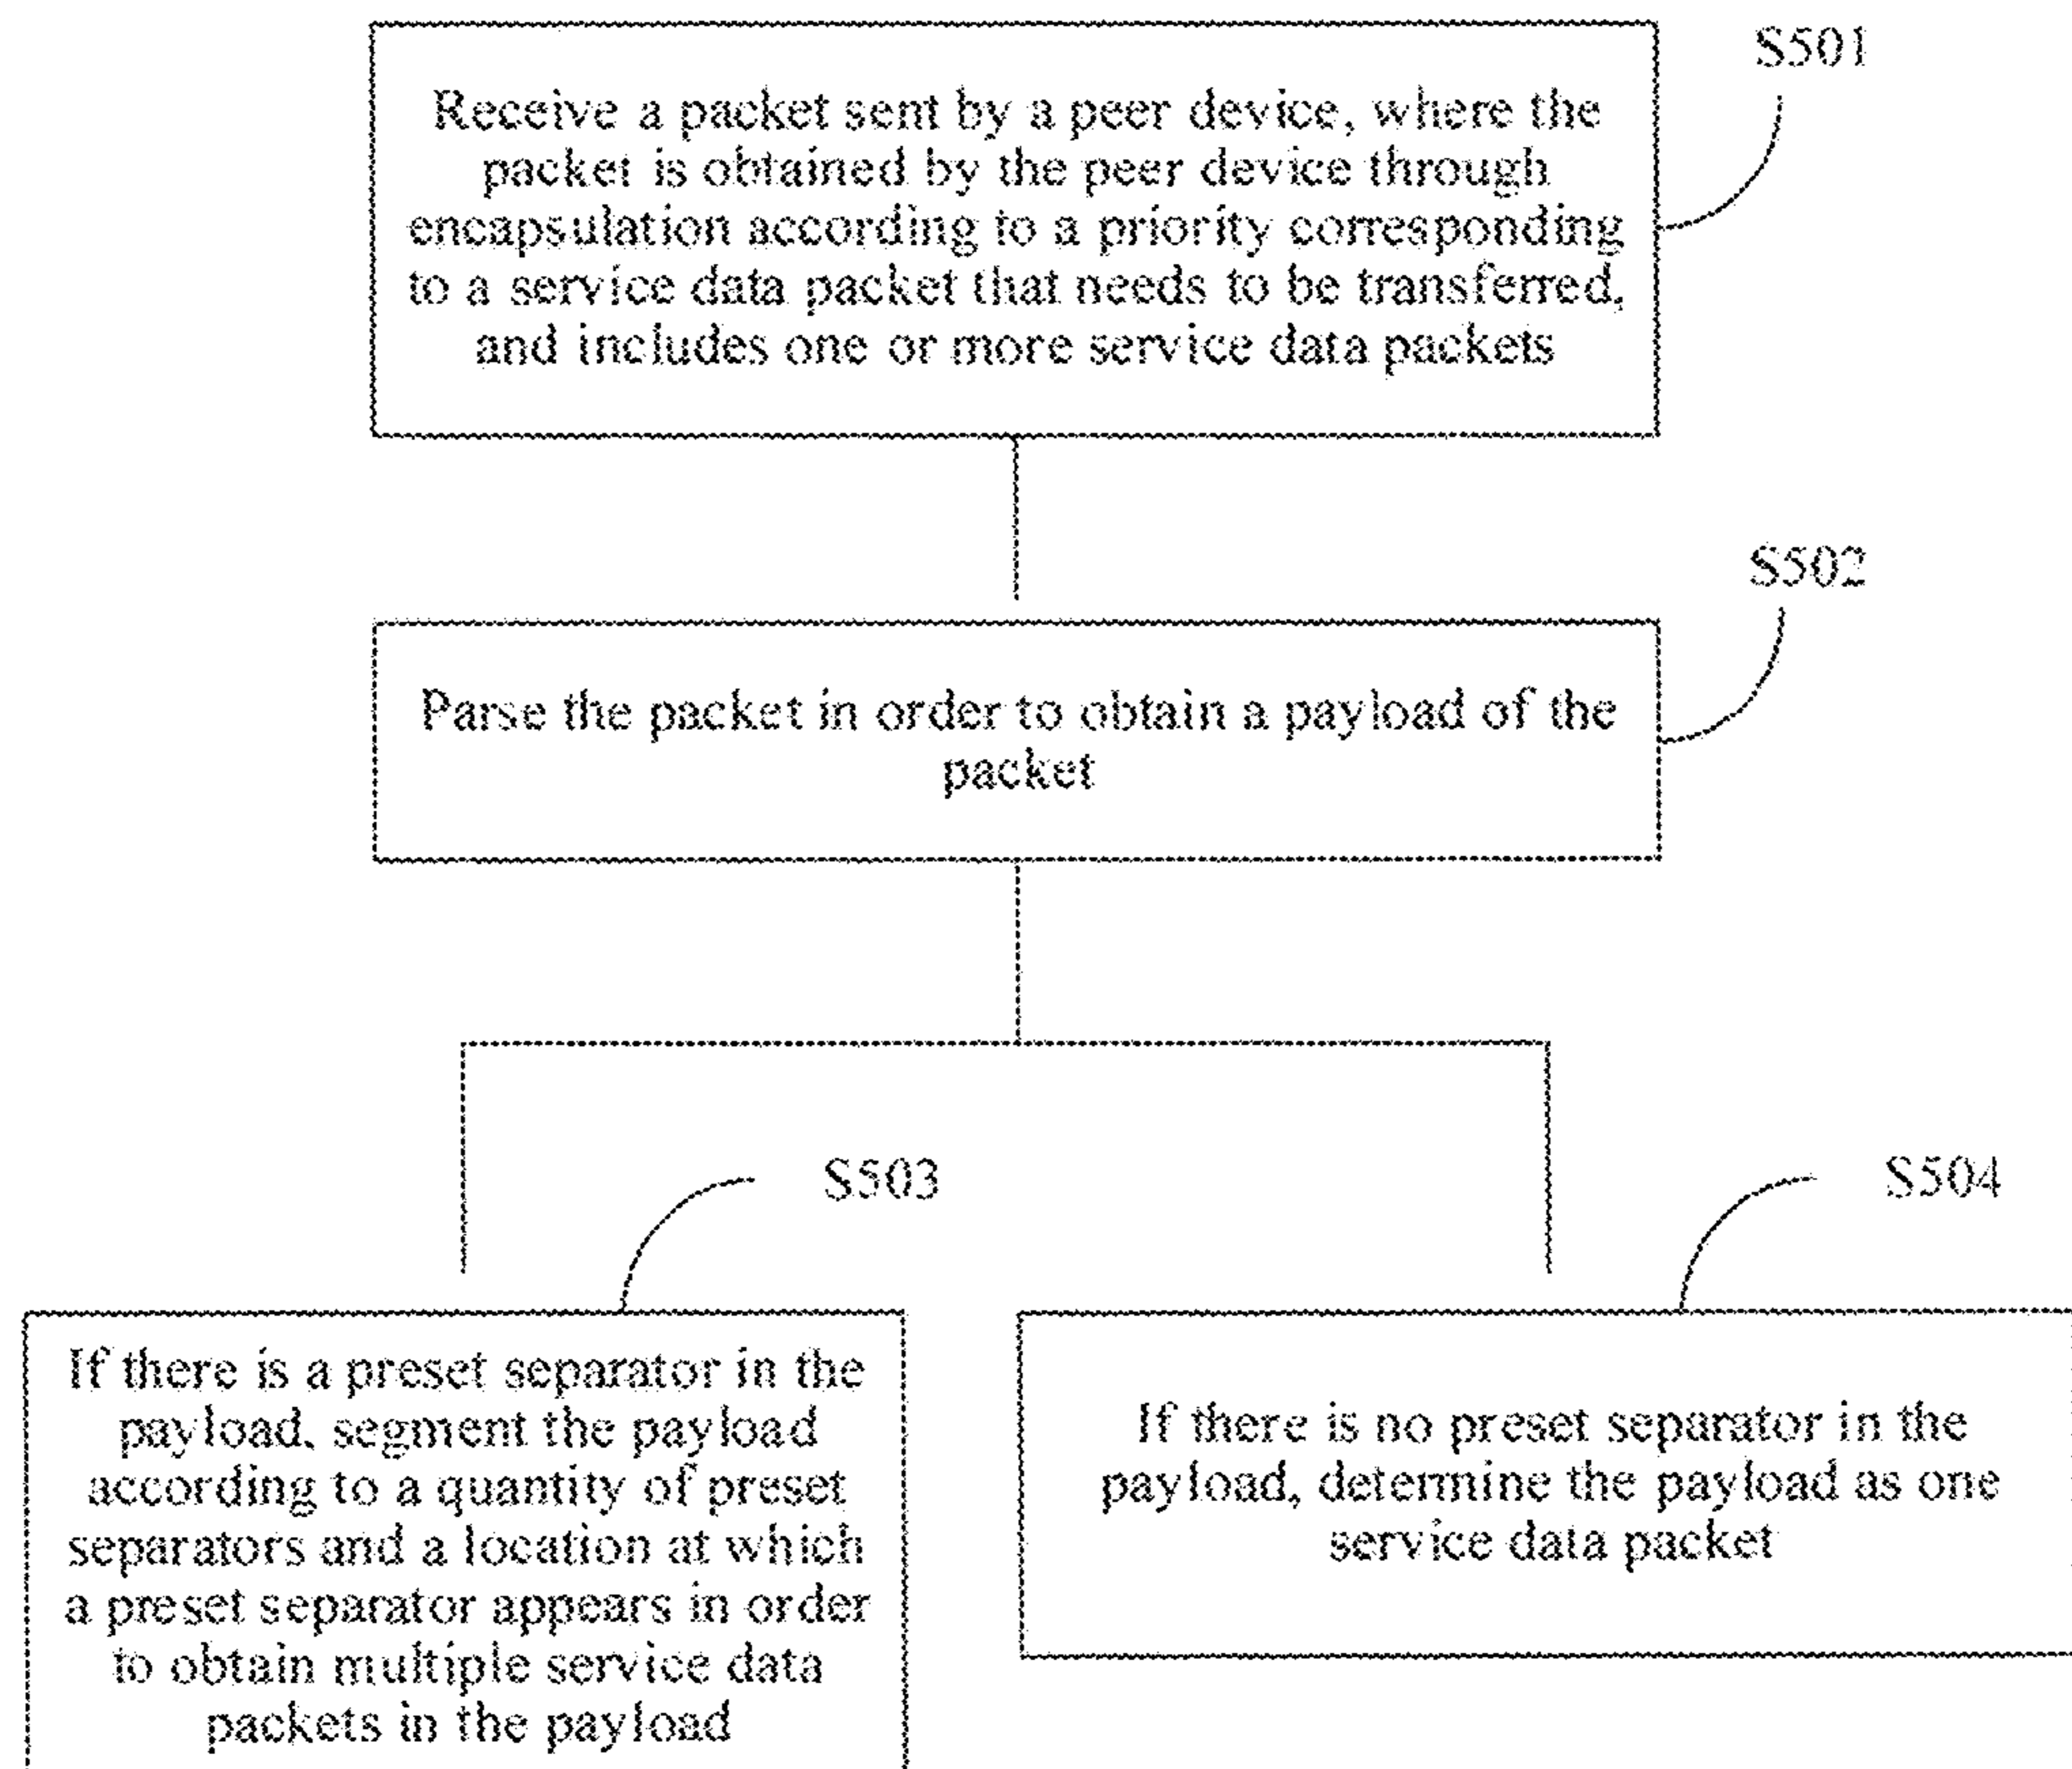 S501
Receive a packet sent by a peer device, where the
packet is obtained by the peer device through
encapsulation according to a priority corresponding
to a service data packet that needs to be transferred,
and includes one or more service data packets
S502
Parse the packet in order to obtain a payload of the
packet
S503
S504
If there is a preset separator in the
payload, segment the payload
according to a quantity of preset
separators and a location at which
a preset separator appears in order
to obtain multiple service data
packets in the payload
If there is no preset separator in the
payload, determine the payload as one
service data packet